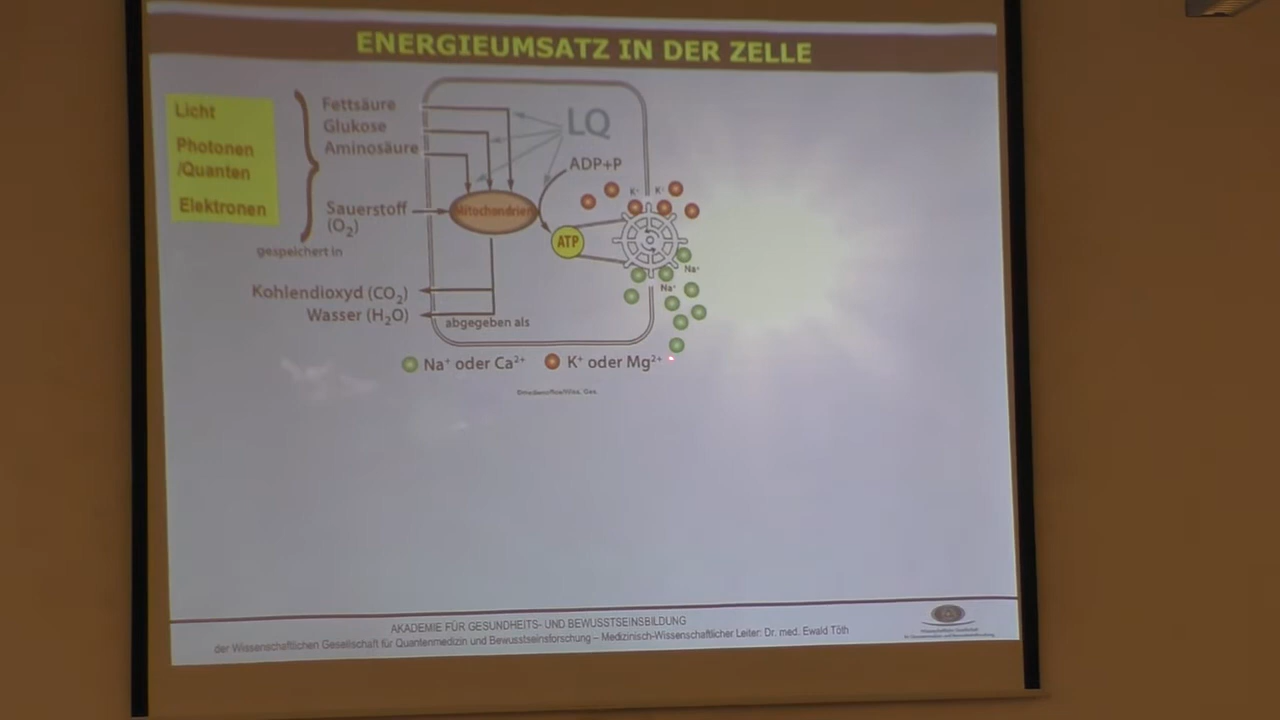 ENERGIEUMSATZ IN DER ZELLE
Licht
Photonen
/Quanten
Elektronen
Fettsäure
Glukose
Aminosäure
Sauerstoff
(O₂)
gespeichert in
Kohlendioxyd (CO₂)
Wasser (H₂O)
abgegeben als
LQ
ADP+P
Mitochondrien
ATP
K⁺
K⁺
Na⁺
Na⁺
Na⁺ oder Ca²⁺
K⁺ oder Mg²⁺
AKADEMIE FÜR GESUNDHEITS- UND BEWUSSTSEINSBILDUNG
der Wissenschaftlichen Gesellschaft für Quantenmedizin und Bewusstseinsforschung – Medizinisch-Wissenschaftlicher Leiter: Dr. med. Ewald Töth